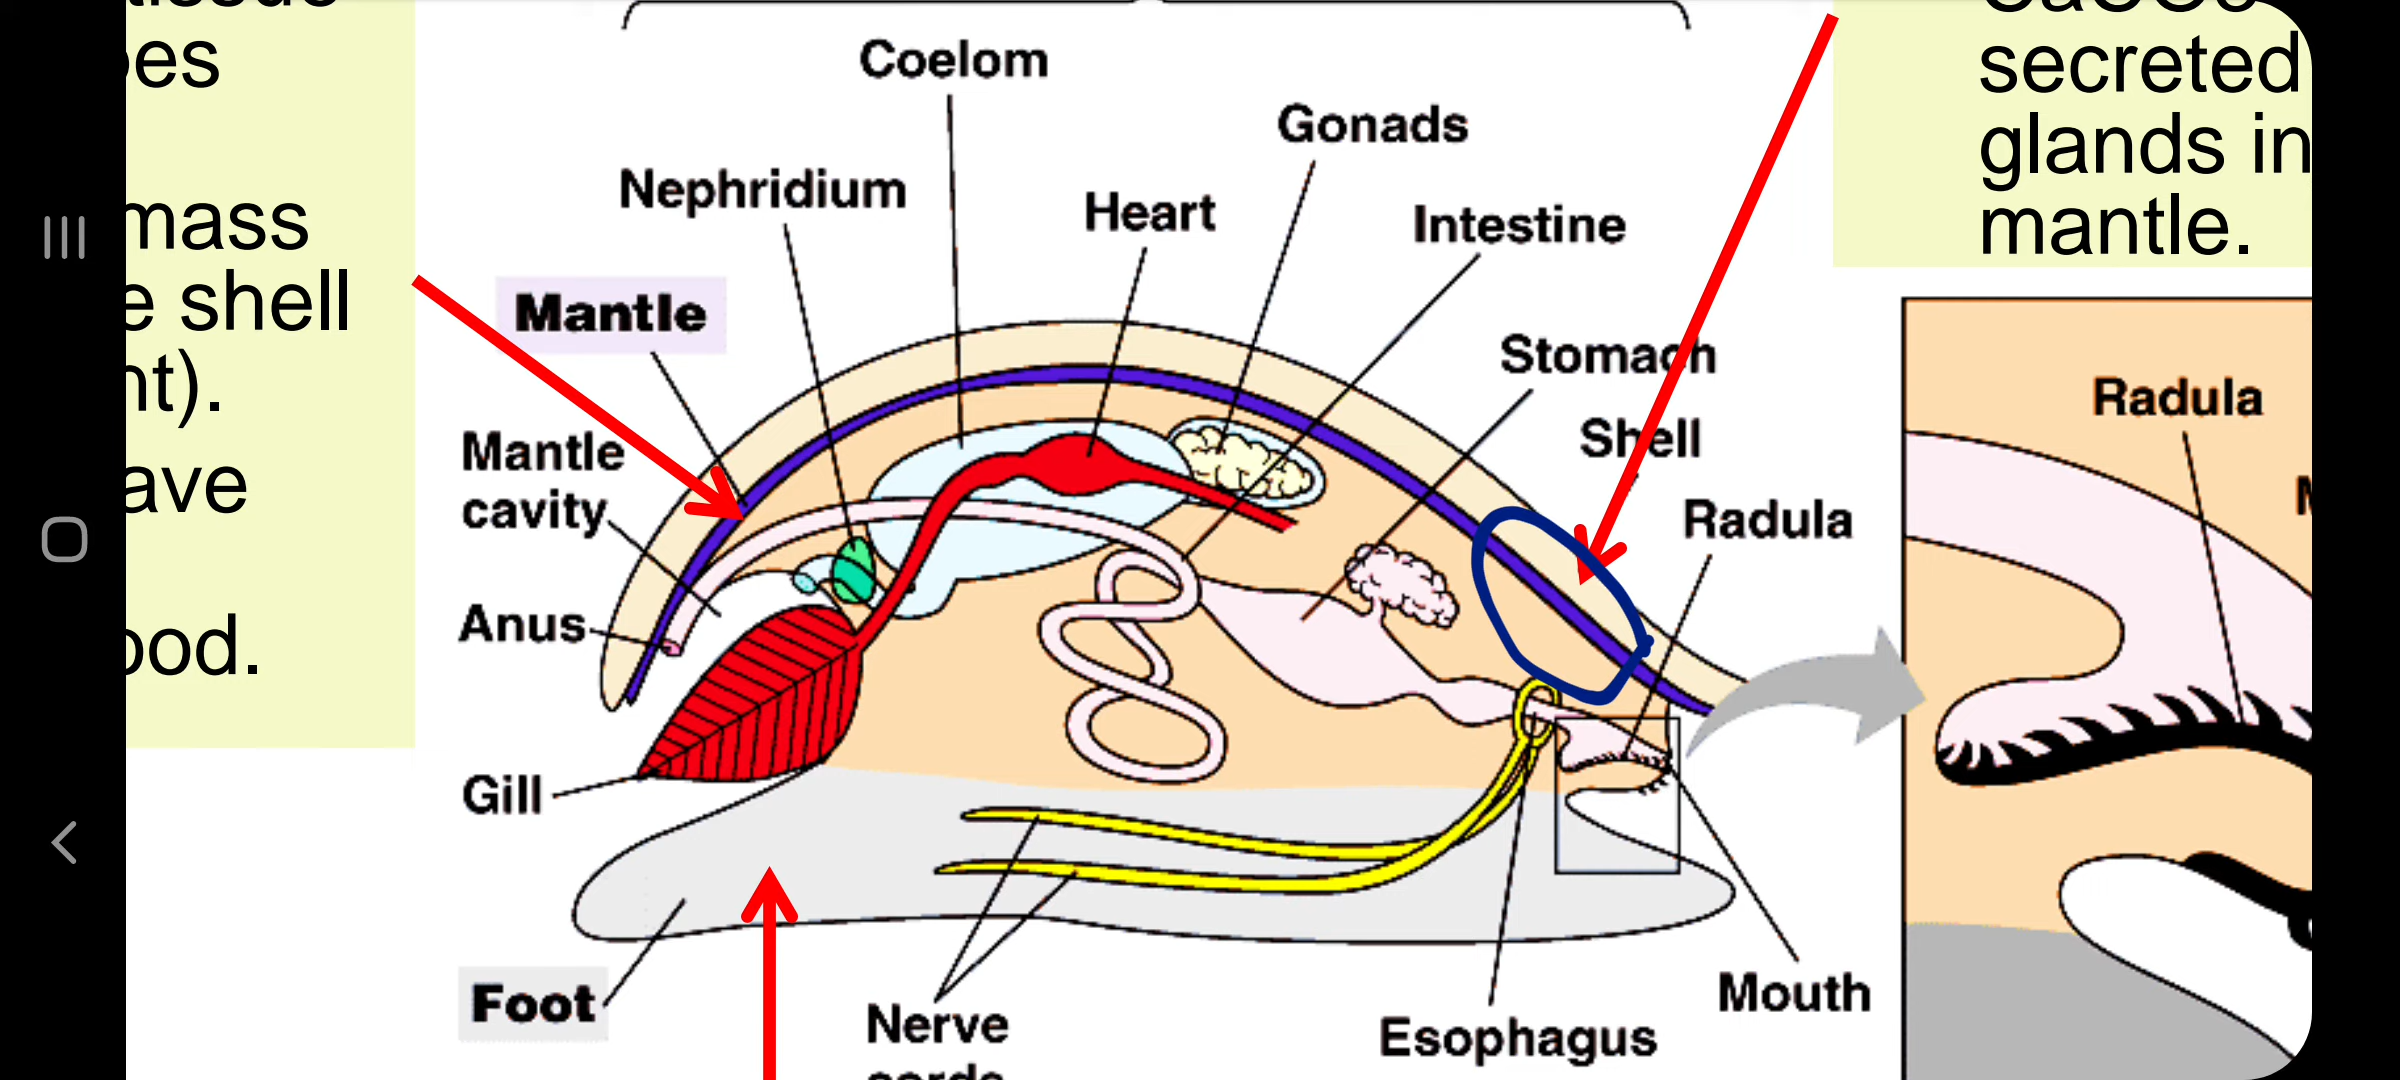 es
mass
e shell
nt).
ave
ood.
Coelom
Gonads
Nephridium
Heart
Intestine
Mantle
Stomach
Shell
Mantle
cavity
Radula
Anus
Gill
Foot
Nerve
cords
Esophagus
Mouth
secreted
glands in
mantle.
Radula